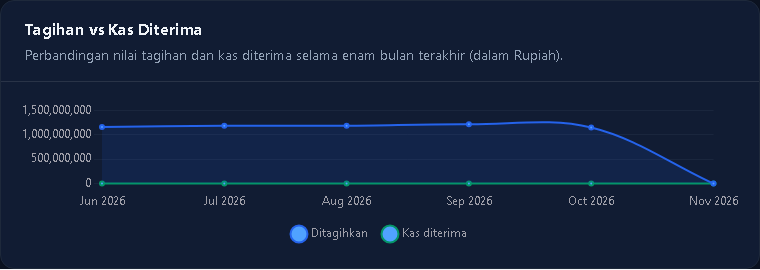 Tagihan vs Kas Diterima
Perbandingan nilai tagihan dan kas diterima selama enam bulan terakhir (dalam Rupiah).
1,500,000,000
1,000,000,000
500,000,000
0
Jun 2026 Jul 2026 Aug 2026 Sep 2026 Oct 2026 Nov 2026
Ditagihkan Kas diterima